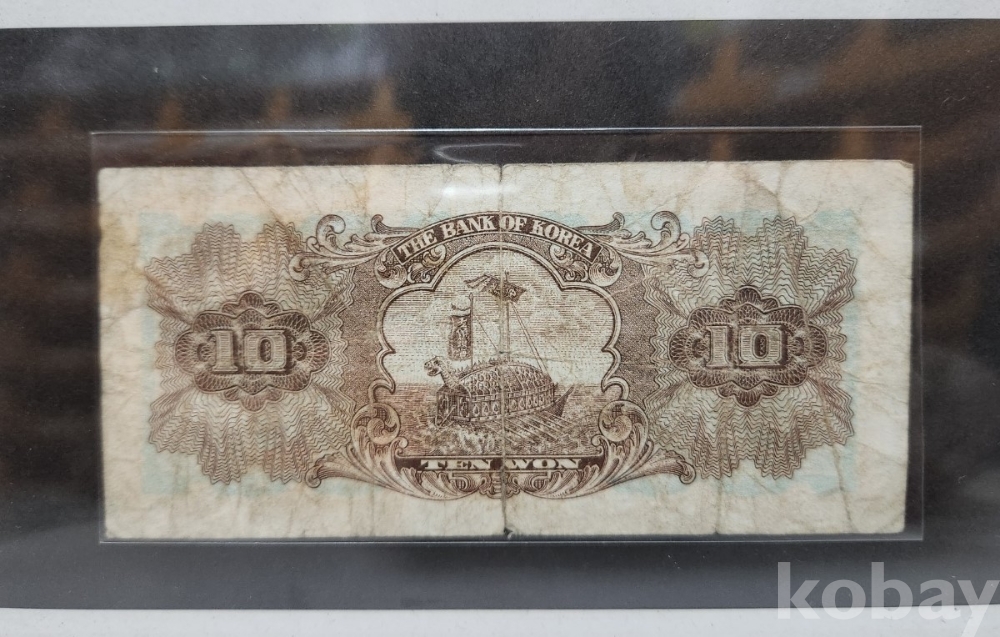 THE BANK OF KOREA
10 10
TEN WON
kobay